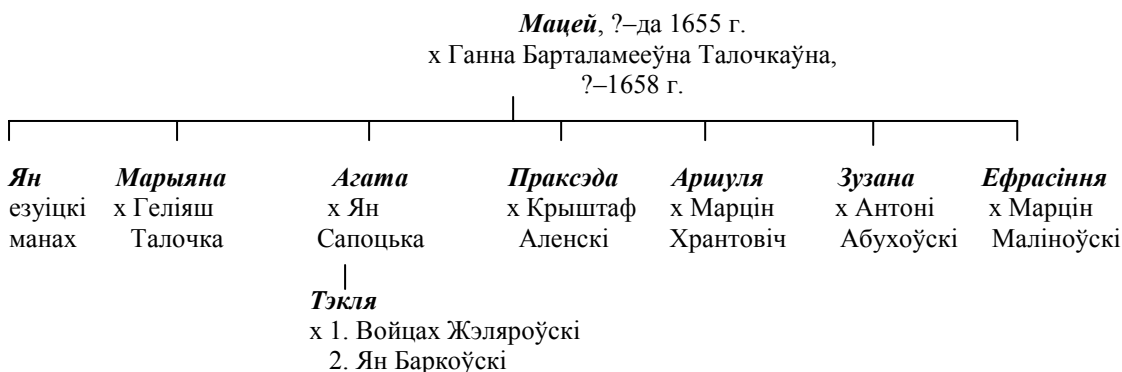 Мацей, ?–да 1655 г.
х Ганна Барталамееўна Талочкаўна,
?–1658 г.
Ян Марыяна Агата Праксэда Аршуля Зузана Ефрасіння
езуіцкі х Геліяш х Ян х Крыштаф х Марцін х Антоні х Марцін
манах Талочка Сапоцька Аленскі Храптовіч Абухоўскі Маліноўскі
Тэкля
х 1. Войцах Жэляроўскі
2. Ян Баркоўскі